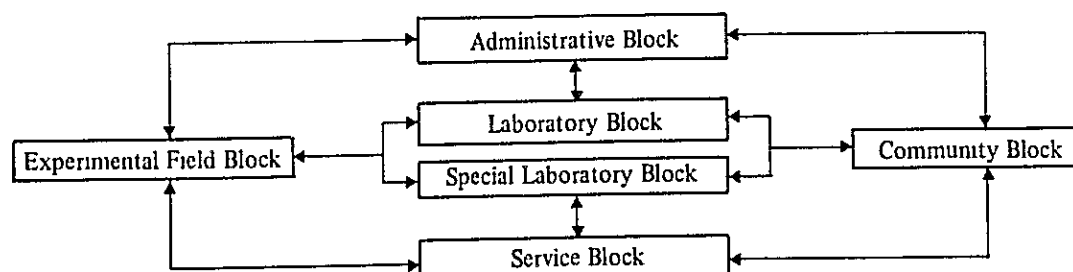 Administrative Block
Laboratory Block
Experimental Field Block
Community Block
Special Laboratory Block
Service Block